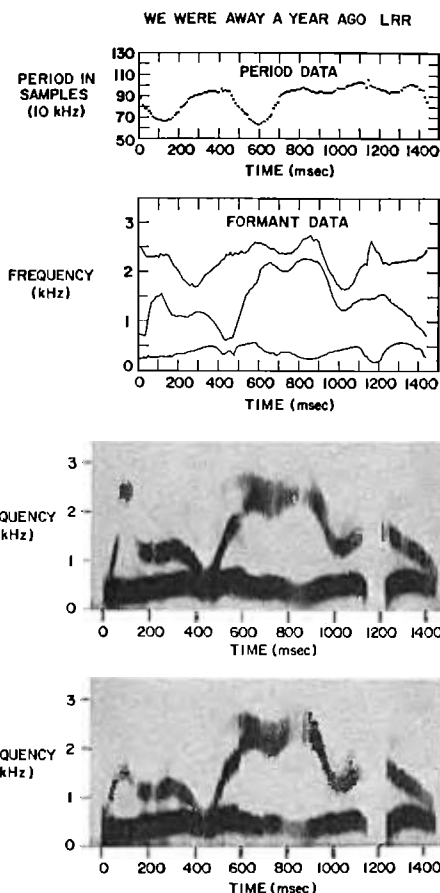 WE WERE AWAY A YEAR AGO LRR
PERIOD IN
SAMPLES
(10 kHz)
130
110
90
70
50
PERIOD DATA
0 200 400 600 800 1000 1200 1400
TIME (msec)
FREQUENCY
(kHz)
3
2
1
0
FORMANT DATA
0 200 400 600 800 1000 1200 1400
TIME (msec)
QUENCY
kHz)
3
2
1
0
0 200 400 600 800 1000 1200 1400
TIME (msec)
QUENCY
kHz)
3
2
1
0
0 200 400 600 800 1000 1200 1400
TIME (msec)